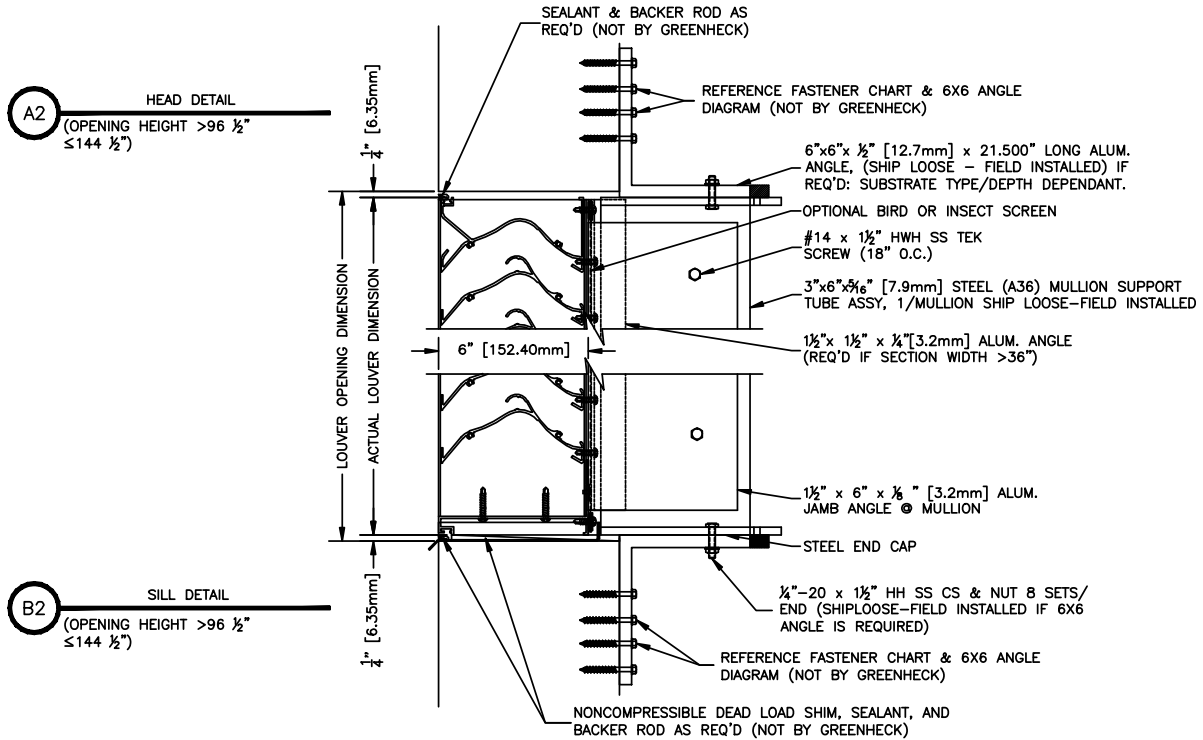 SEALANT & BACKER ROD AS
REQ'D (NOT BY GREENHECK)
A2
HEAD DETAIL
(OPENING HEIGHT >96 ½"
≤144 ½")
¼" [6.35mm]
REFERENCE FASTENER CHART & 6X6 ANGLE
DIAGRAM (NOT BY GREENHECK)
6"x6"x ½" [12.7mm] x 21.500" LONG ALUM.
ANGLE, (SHIP LOOSE – FIELD INSTALLED) IF
REQ'D: SUBSTRATE TYPE/DEPTH DEPENDANT.
OPTIONAL BIRD OR INSECT SCREEN
#14 x 1½" HWH SS TEK
SCREW (18" O.C.)
3"x6"x5⁄16" [7.9mm] STEEL (A36) MULLION SUPPORT
TUBE ASSY, 1/MULLION SHIP LOOSE-FIELD INSTALLED
1½"x 1½" x ¼"[3.2mm] ALUM. ANGLE
(REQ'D IF SECTION WIDTH >36")
LOUVER OPENING DIMENSION
ACTUAL LOUVER DIMENSION
6" [152.40mm]
1½" x 6" x ⅛ " [3.2mm] ALUM.
JAMB ANGLE @ MULLION
STEEL END CAP
B2
SILL DETAIL
(OPENING HEIGHT >96 ½"
≤144 ½")
¼" [6.35mm]
¼"-20 x 1½" HH SS CS & NUT 8 SETS/
END (SHIPLOOSE-FIELD INSTALLED IF 6X6
ANGLE IS REQUIRED)
REFERENCE FASTENER CHART & 6X6 ANGLE
DIAGRAM (NOT BY GREENHECK)
NONCOMPRESSIBLE DEAD LOAD SHIM, SEALANT, AND
BACKER ROD AS REQ'D (NOT BY GREENHECK)